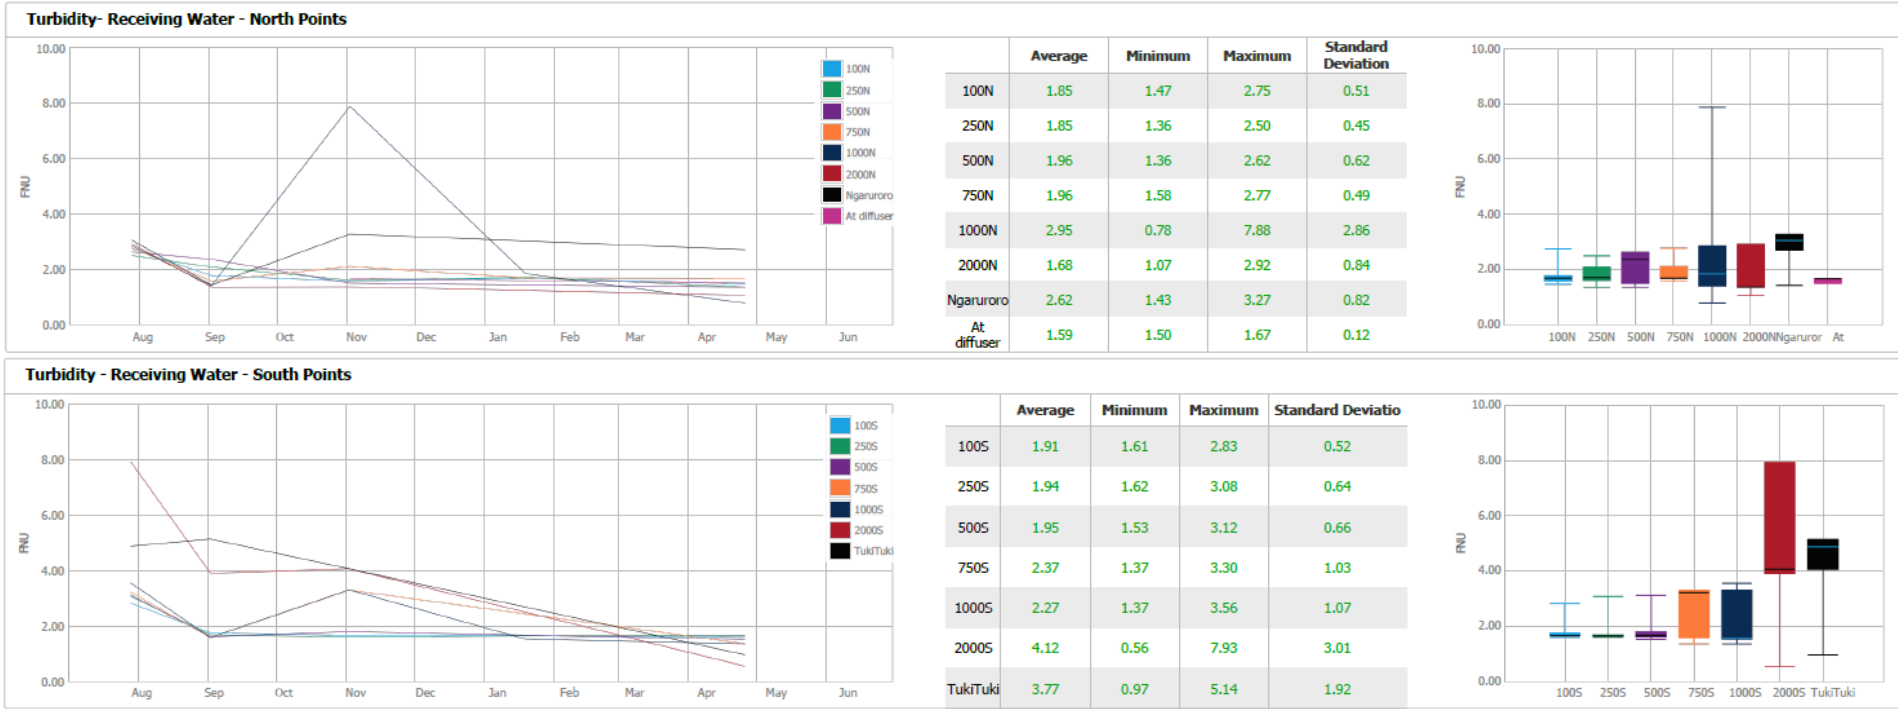 Turbidity- Receiving Water - North Points
10.00
8.00
6.00
4.00
2.00
0.00
FNU
Aug Sep Oct Nov Dec Jan Feb Mar Apr May Jun
100N
250N
500N
750N
1000N
2000N
Ngaruroro
At diffuser
Average Minimum Maximum Standard Deviation
100N 1.85 1.47 2.75 0.51
250N 1.85 1.36 2.50 0.45
500N 1.96 1.36 2.62 0.62
750N 1.96 1.58 2.77 0.49
1000N 2.95 0.78 7.88 2.86
2000N 1.68 1.07 2.92 0.84
Ngaruroro 2.62 1.43 3.27 0.82
At diffuser 1.59 1.50 1.67 0.12
10.00
8.00
6.00
4.00
2.00
0.00
FNU
100N 250N 500N 750N 1000N 2000N Ngaruror At
Turbidity - Receiving Water - South Points
10.00
8.00
6.00
4.00
2.00
0.00
FNU
Aug Sep Oct Nov Dec Jan Feb Mar Apr May Jun
100S
250S
500S
750S
1000S
2000S
TukiTuki
Average Minimum Maximum Standard Deviatio
100S 1.91 1.61 2.83 0.52
250S 1.94 1.62 3.08 0.64
500S 1.95 1.53 3.12 0.66
750S 2.37 1.37 3.30 1.03
1000S 2.27 1.37 3.56 1.07
2000S 4.12 0.56 7.93 3.01
TukiTuki 3.77 0.97 5.14 1.92
10.00
8.00
6.00
4.00
2.00
0.00
FNU
100S 250S 500S 750S 1000S 2000S TukiTuki